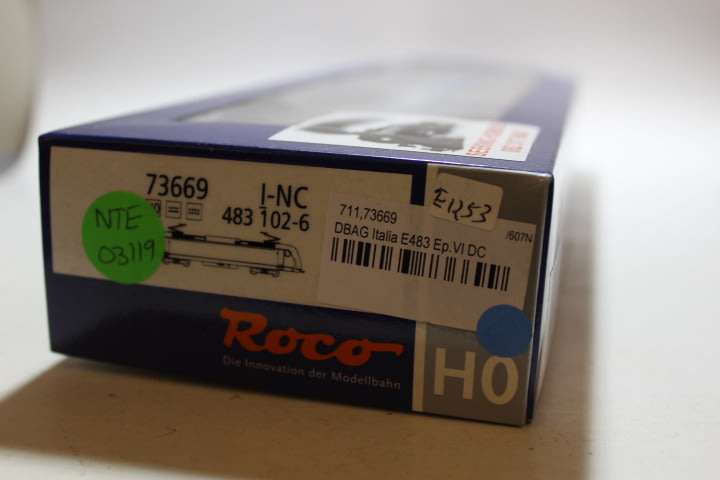 73669
I-NC
483 102-6
NTE
03119
711,73669
/607N
DBAG Italia E483 Ep.VI DC
E1253
Roco
Die Innovation der Modellbahn
H0